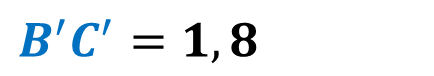 B′C′ = 1,8